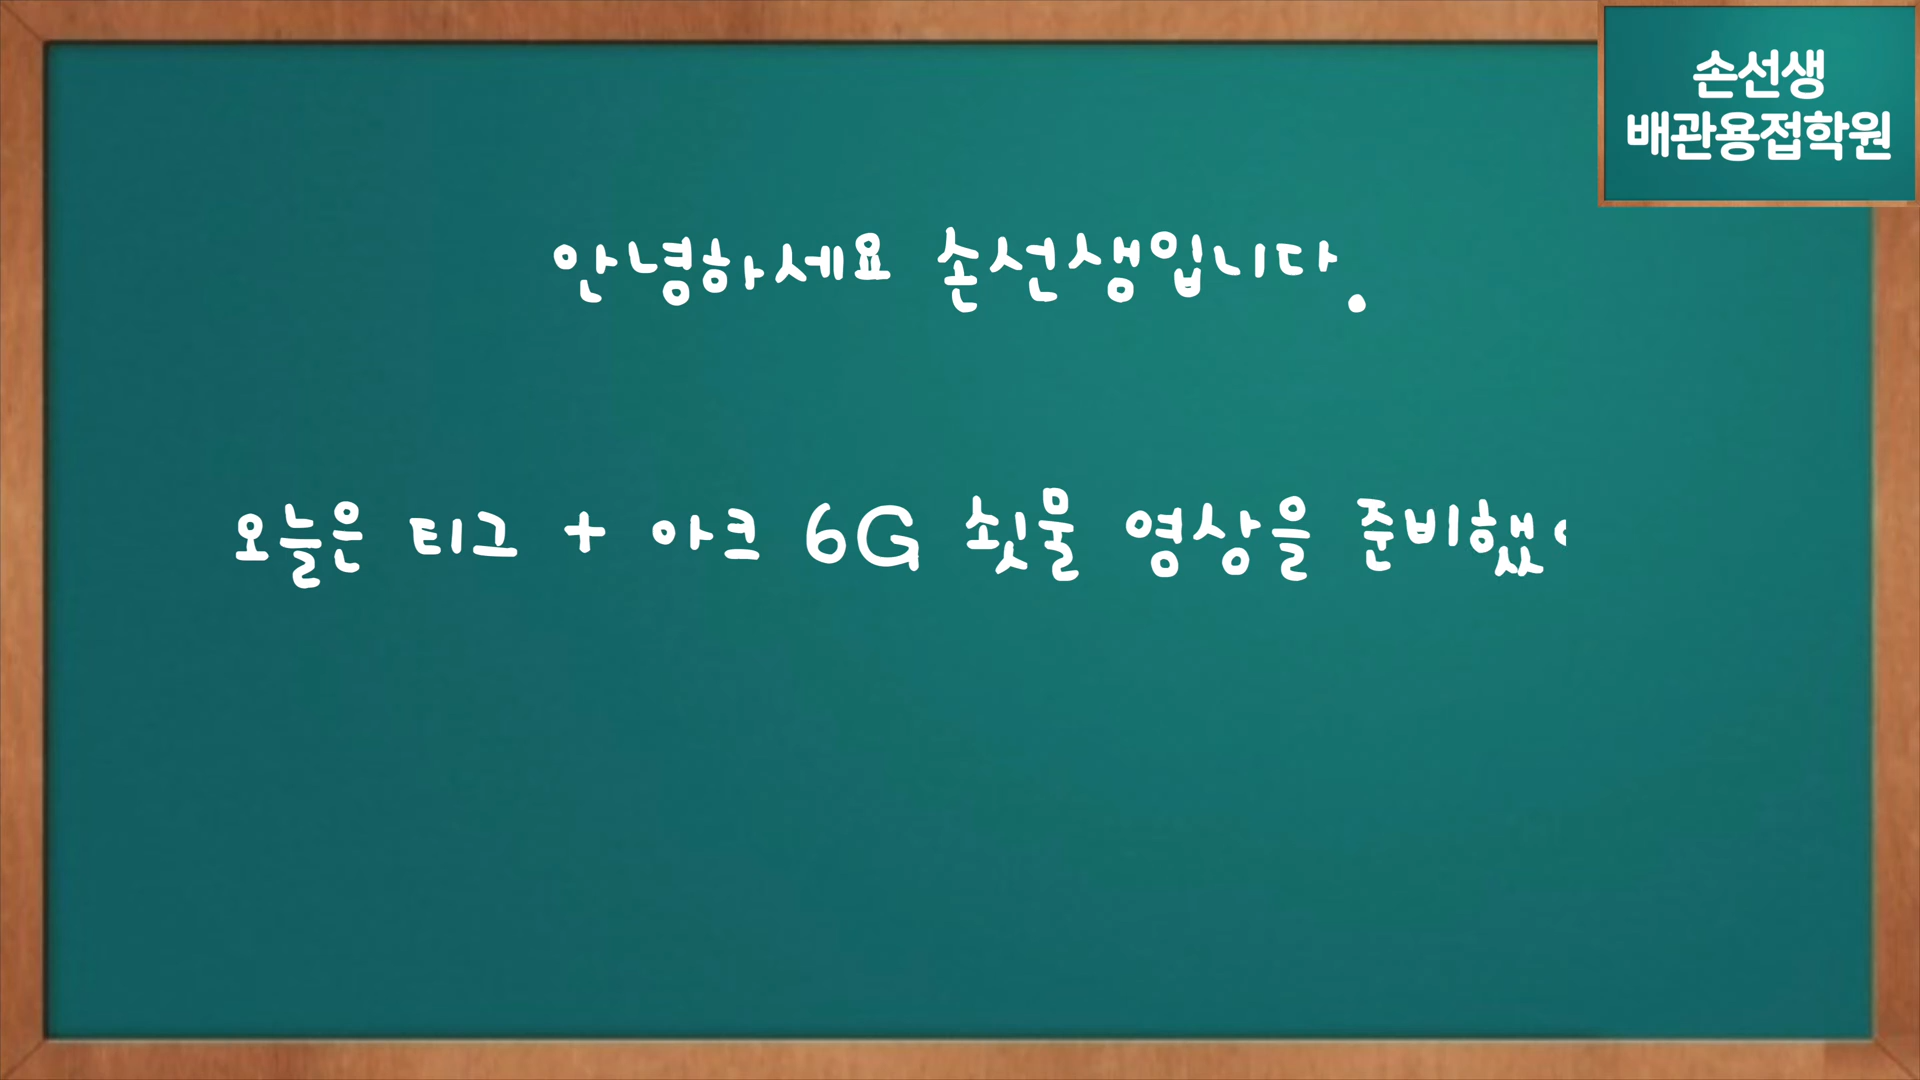 손선생
배관용접학원
안녕하세요 손선생입니다.
오늘은 티그 + 아크 6G 쇳물 영상을 준비했